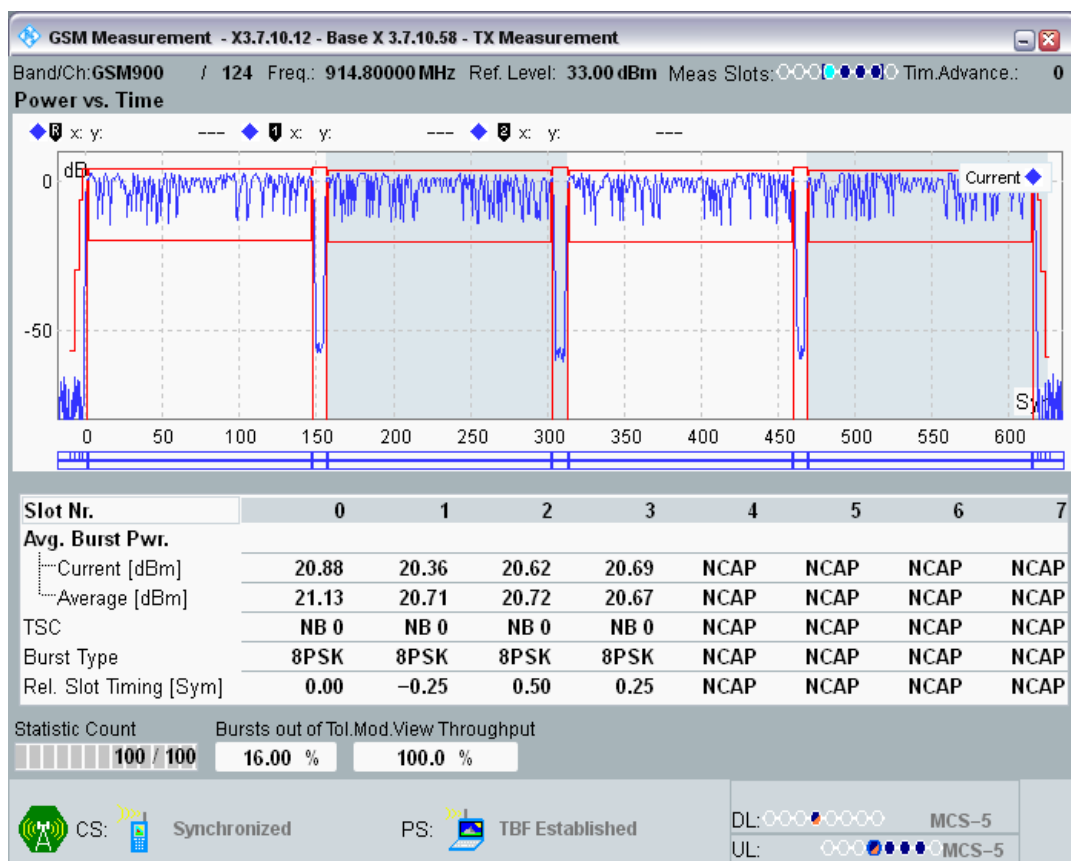 GSM Measurement - X3.7.10.12 - Base X 3.7.10.58 - TX Measurement
Band/Ch:GSM900 / 124 Freq.: 914.80000 MHz Ref. Level: 33.00 dBm Meas Slots: Tim.Advance.: 0
Power vs. Time
R x: y: --- 1 x: y: --- 2 x: y: ---
dB
Current
0
-50
0 50 100 150 200 250 300 350 400 450 500 550 600
Slot Nr. 0 1 2 3 4 5 6 7
Avg. Burst Pwr.
Current [dBm] 20.88 20.36 20.62 20.69 NCAP NCAP NCAP NCAP
Average [dBm] 21.13 20.71 20.72 20.67 NCAP NCAP NCAP NCAP
TSC NB 0 NB 0 NB 0 NB 0 NCAP NCAP NCAP NCAP
Burst Type 8PSK 8PSK 8PSK 8PSK NCAP NCAP NCAP NCAP
Rel. Slot Timing [Sym] 0.00 −0.25 0.50 0.25 NCAP NCAP NCAP NCAP
Statistic Count Bursts out of Tol.Mod.View Throughput
100 / 100 16.00 % 100.0 %
CS: Synchronized PS: TBF Established
DL: MCS−5
UL: MCS−5